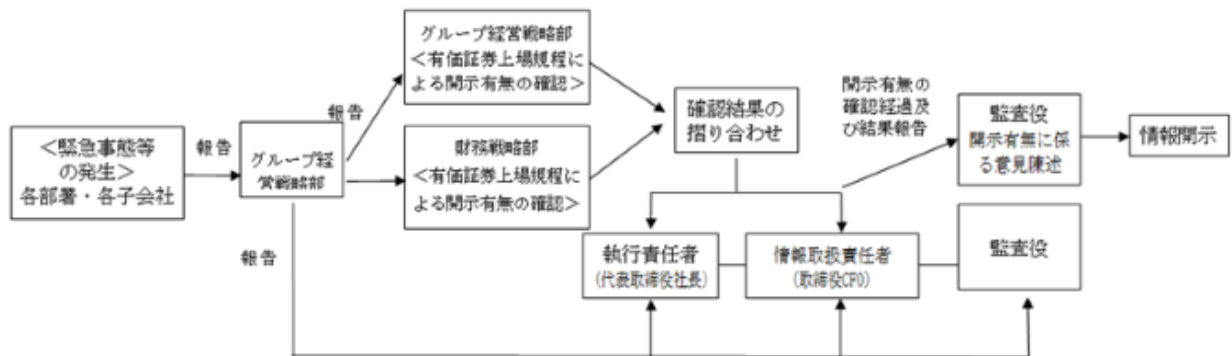 ＜緊急事態等
の発生＞
各部署・各子会社
報告
グループ経
営戦略部
報告
グループ経営戦略部
＜有価証券上場規程に
よる開示有無の確認＞
財務戦略部
＜有価証券上場規程に
よる開示有無の確認＞
確認結果の
摺り合わせ
開示有無の
確認経過及
び結果報告
監査役
開示有無に係
る意見陳述
情報開示
報告
執行責任者
(代表取締役社長)
情報取扱責任者
(取締役CFO)
監査役